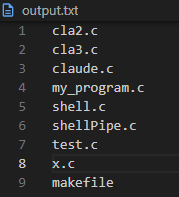 output.txt
1 cla2.c
2 cla3.c
3 claude.c
4 my_program.c
5 shell.c
6 shellPipe.c
7 test.c
8 x.c
9 makefile